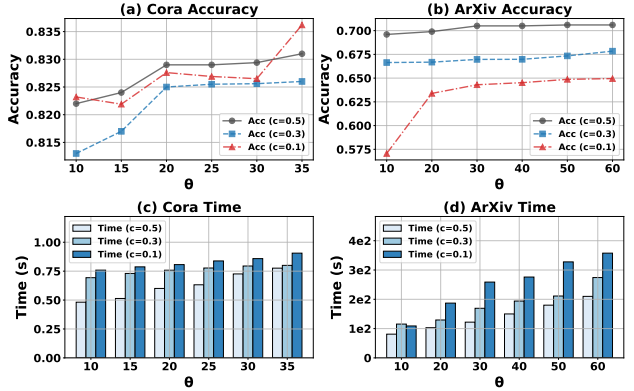 (a) Cora Accuracy
0.835
0.830
0.825
0.820
0.815
Accuracy
Acc (c=0.5)
Acc (c=0.3)
Acc (c=0.1)
10 15 20 25 30 35
θ
(b) ArXiv Accuracy
0.700
0.675
0.650
0.625
0.600
0.575
Accuracy
Acc (c=0.5)
Acc (c=0.3)
Acc (c=0.1)
10 20 30 40 50 60
θ
(c) Cora Time
Time (c=0.5)
Time (c=0.3)
Time (c=0.1)
1.00
0.75
0.50
0.25
0.00
Time (s)
10 15 20 25 30 35
θ
(d) ArXiv Time
Time (c=0.5)
Time (c=0.3)
Time (c=0.1)
4e2
3e2
2e2
1e2
0
Time (s)
10 20 30 40 50 60
θ